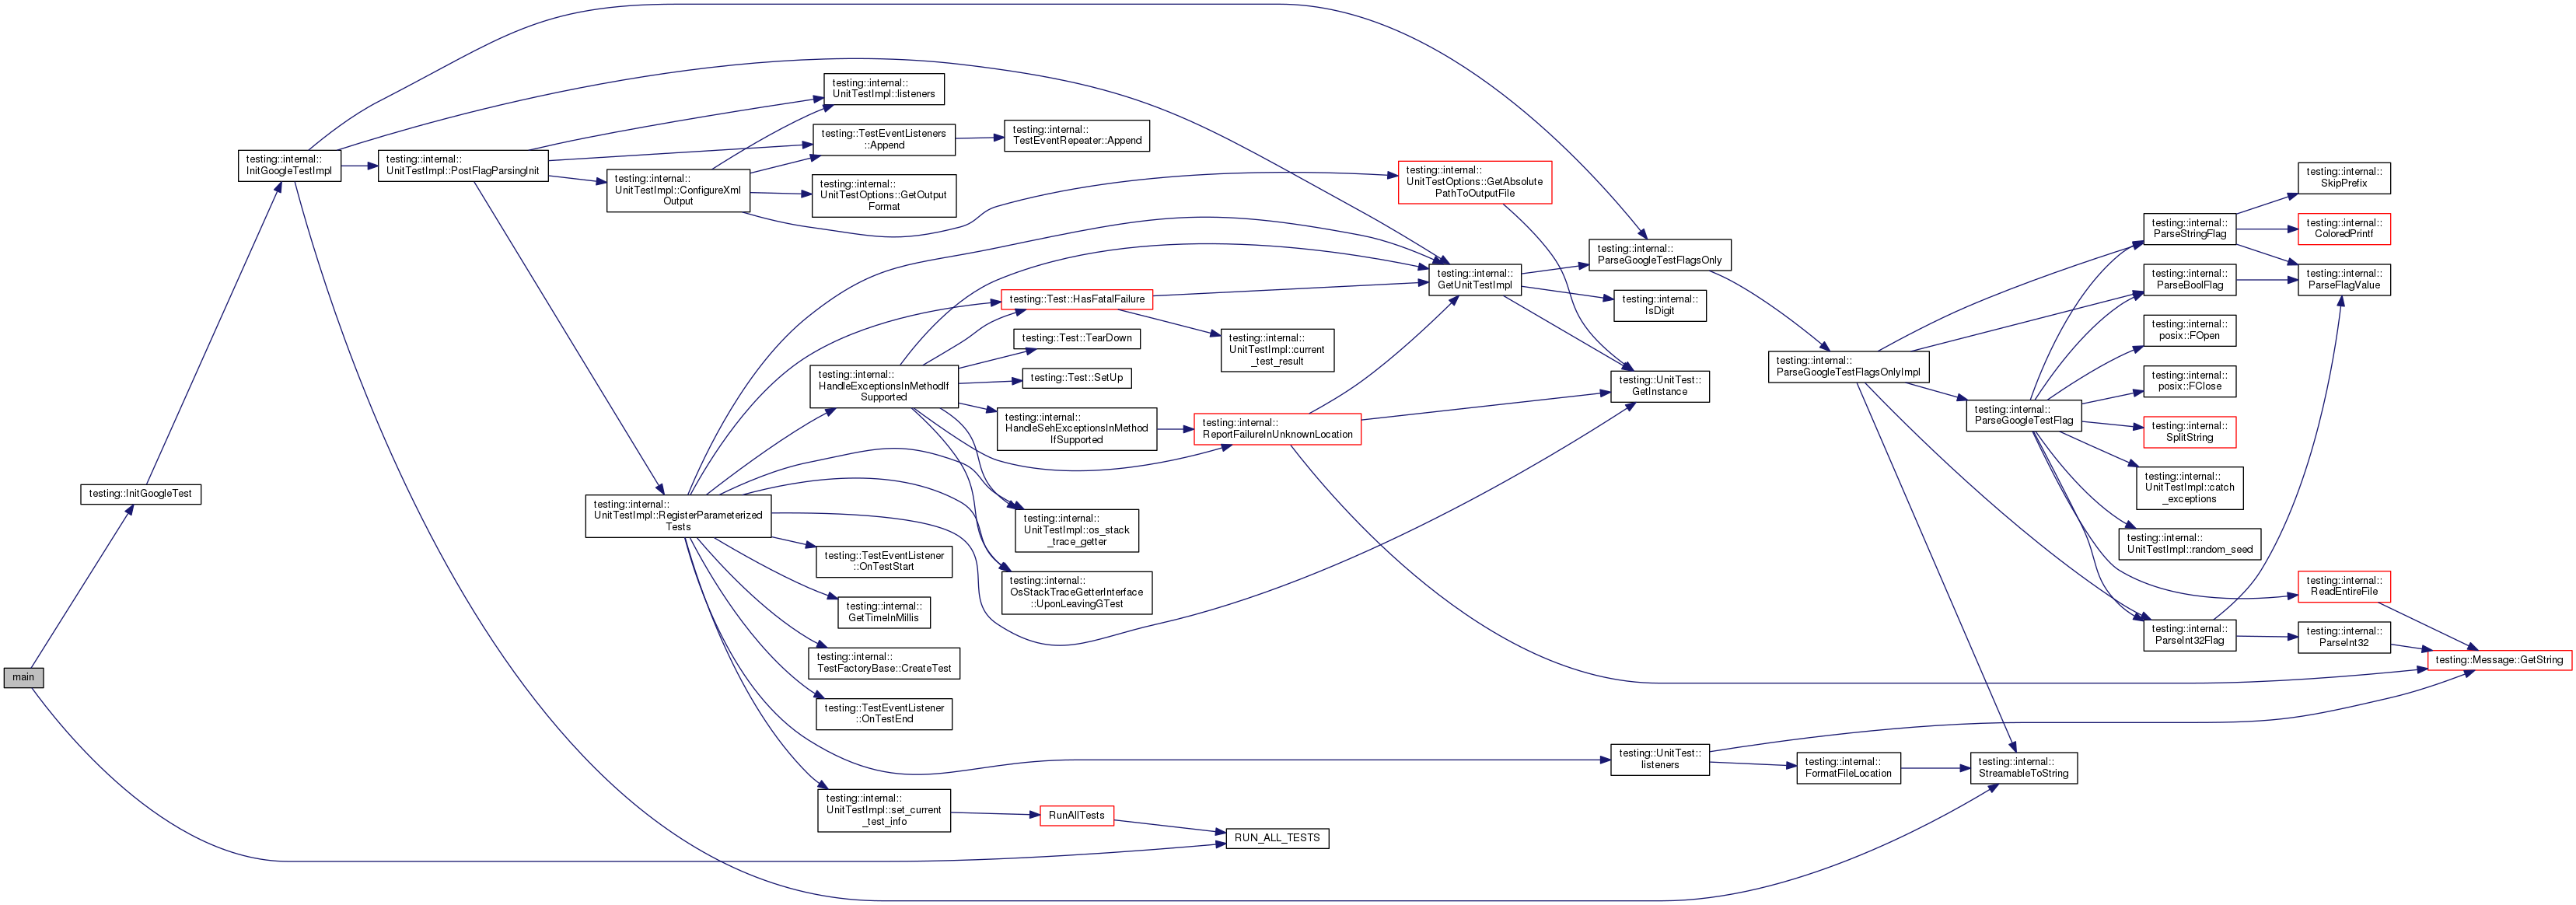 main
testing::InitGoogleTest
testing::internal::
InitGoogleTestImpl
testing::internal::
UnitTestImpl::PostFlagParsingInit
testing::internal::
UnitTestImpl::ConfigureXml
Output
testing::internal::
UnitTestImpl::RegisterParameterized
Tests
testing::internal::
UnitTestImpl::listeners
testing::TestEventListeners
::Append
testing::internal::
UnitTestOptions::GetOutput
Format
testing::internal::
TestEventRepeater::Append
testing::internal::
HandleExceptionsInMethodIf
Supported
testing::TestEventListener
::OnTestStart
testing::internal::
GetTimeInMillis
testing::internal::
TestFactoryBase::CreateTest
testing::TestEventListener
::OnTestEnd
testing::internal::
UnitTestImpl::set_current
_test_info
testing::Test::HasFatalFailure
testing::Test::TearDown
testing::Test::SetUp
testing::internal::
HandleSehExceptionsInMethod
IfSupported
testing::internal::
UnitTestImpl::os_stack
_trace_getter
testing::internal::
OsStackTraceGetterInterface
::UponLeavingGTest
RunAllTests
testing::internal::
UnitTestImpl::current
_test_result
testing::internal::
ReportFailureInUnknownLocation
RUN_ALL_TESTS
testing::internal::
UnitTestOptions::GetAbsolute
PathToOutputFile
testing::internal::
GetUnitTestImpl
testing::internal::
ParseGoogleTestFlagsOnly
testing::internal::
IsDigit
testing::UnitTest::
GetInstance
testing::UnitTest::
listeners
testing::internal::
ParseGoogleTestFlagsOnlyImpl
testing::internal::
FormatFileLocation
testing::internal::
ParseGoogleTestFlag
testing::internal::
StreamableToString
testing::internal::
ParseStringFlag
testing::internal::
ParseBoolFlag
testing::internal::
posix::FOpen
testing::internal::
posix::FClose
testing::internal::
SplitString
testing::internal::
UnitTestImpl::catch
_exceptions
testing::internal::
UnitTestImpl::random_seed
testing::internal::
ParseInt32Flag
testing::internal::
SkipPrefix
testing::internal::
ColoredPrintf
testing::internal::
ParseFlagValue
testing::internal::
ReadEntireFile
testing::internal::
ParseInt32
testing::Message::GetString